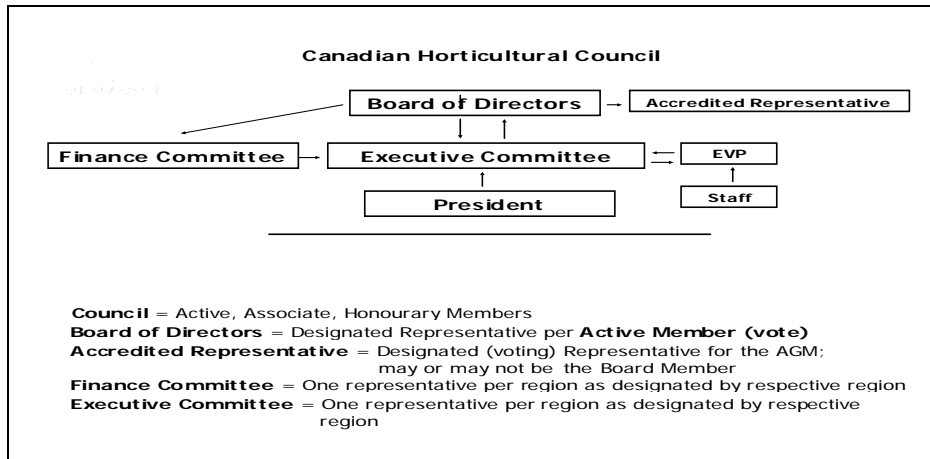 Canadian Horticultural Council
Board of Directors
Accredited Representative
Finance Committee
Executive Committee
EVP
President
Staff
Council = Active, Associate, Honourary Members
Board of Directors = Designated Representative per Active Member (vote)
Accredited Representative = Designated (voting) Representative for the AGM;
may or may not be the Board Member
Finance Committee = One representative per region as designated by respective region
Executive Committee = One representative per region as designated by respective
region